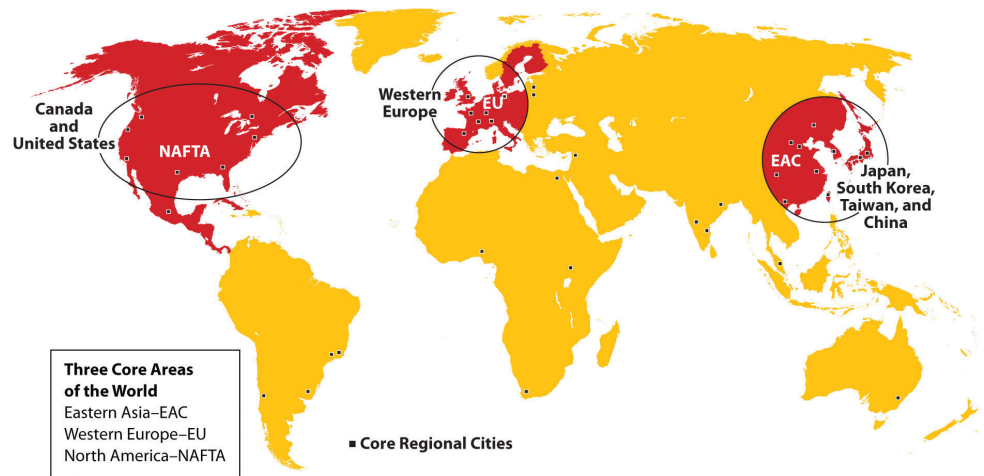 Canada
and
United States
NAFTA
Western
Europe
EU
EAC
Japan,
South Korea,
Taiwan, and
China
Three Core Areas
of the World
Eastern Asia–EAC
Western Europe–EU
North America–NAFTA
Core Regional Cities